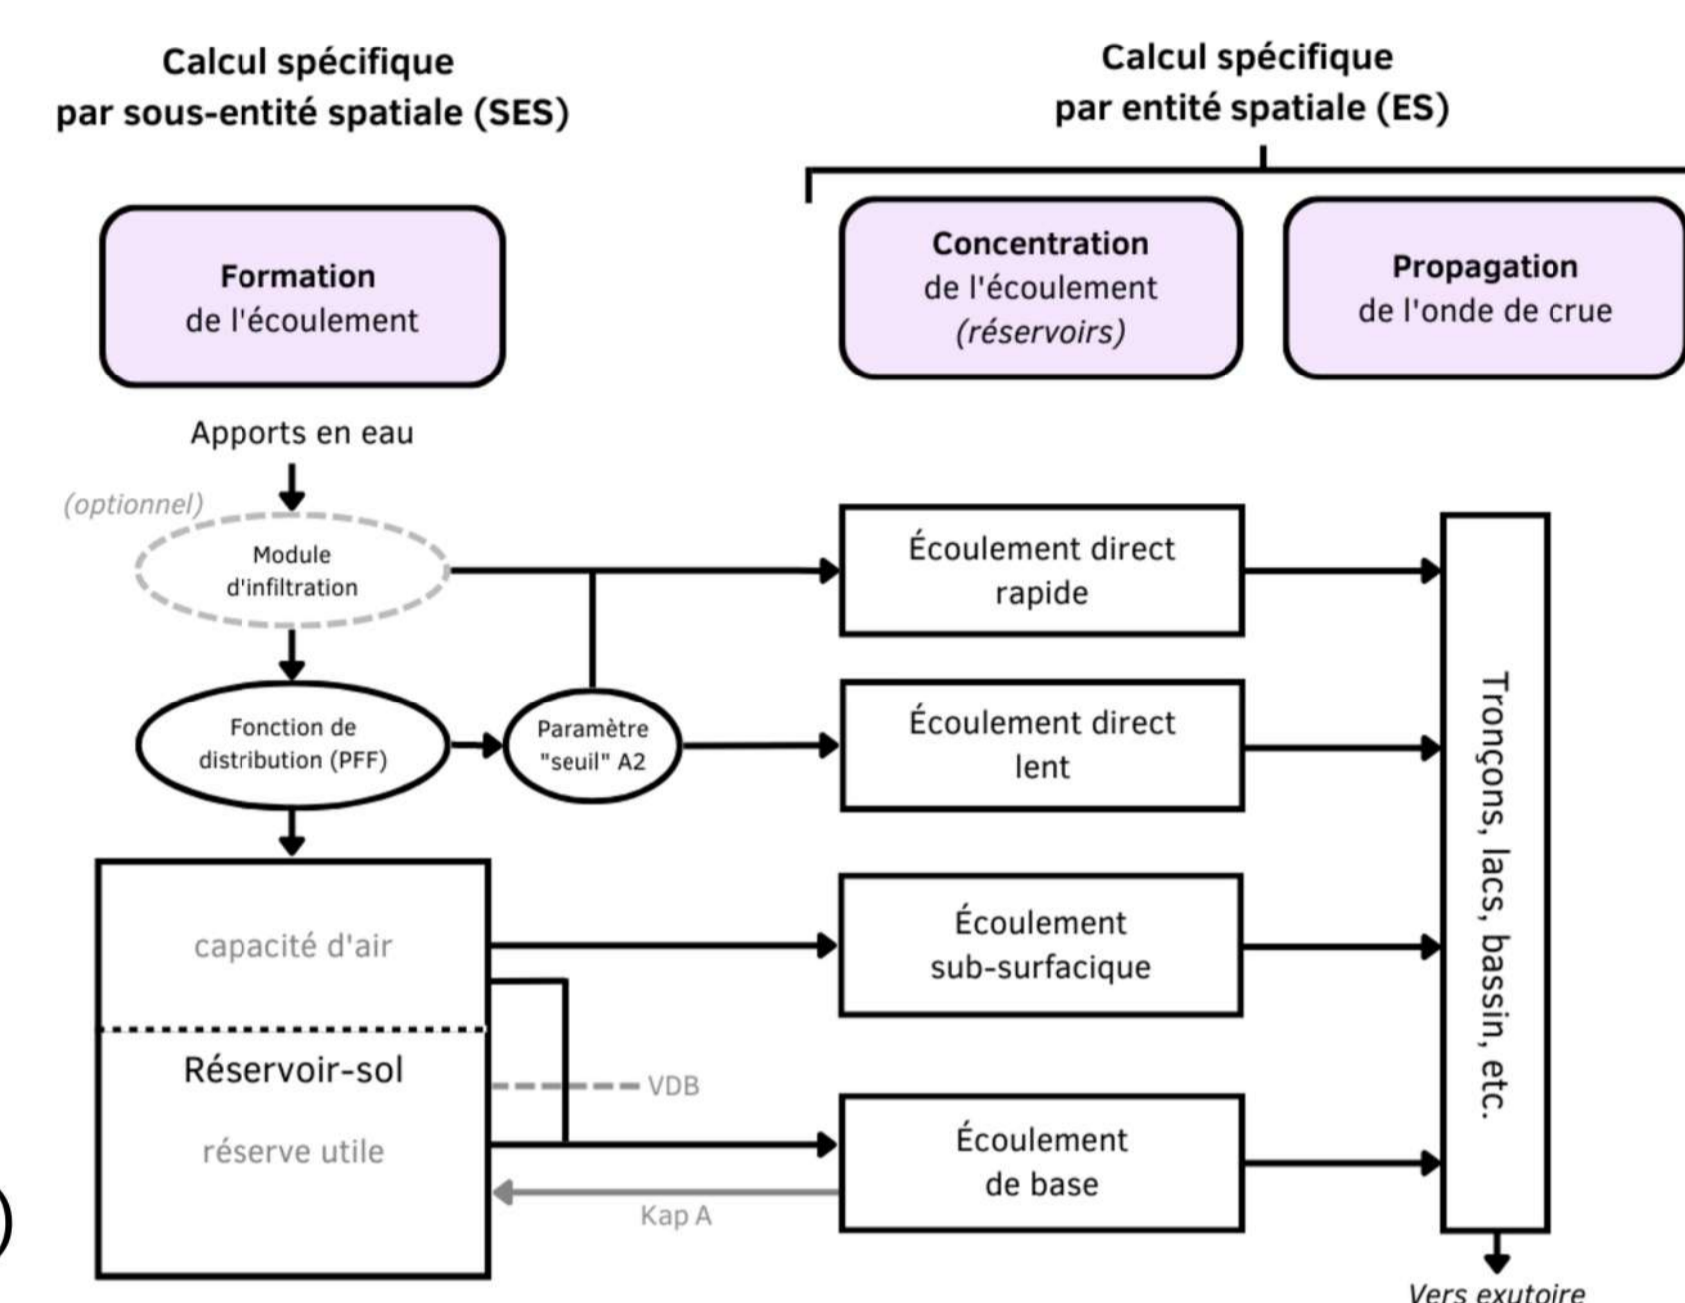 Calcul spécifique
par sous-entité spatiale (SES)
Calcul spécifique
par entité spatiale (ES)
Formation
de l'écoulement
Concentration
de l'écoulement
(réservoirs)
Propagation
de l'onde de crue
Apports en eau
(optionnel)
Module
d'infiltration
Écoulement direct
rapide
Fonction de
distribution (PFF)
Paramètre
"seuil" A2
Écoulement direct
lent
capacité d'air
Écoulement
sub-surfacique
Réservoir-sol
VDB
réserve utile
Écoulement
de base
Kap A
Tronçons, lacs, bassin, etc.
)
Vers exutoire